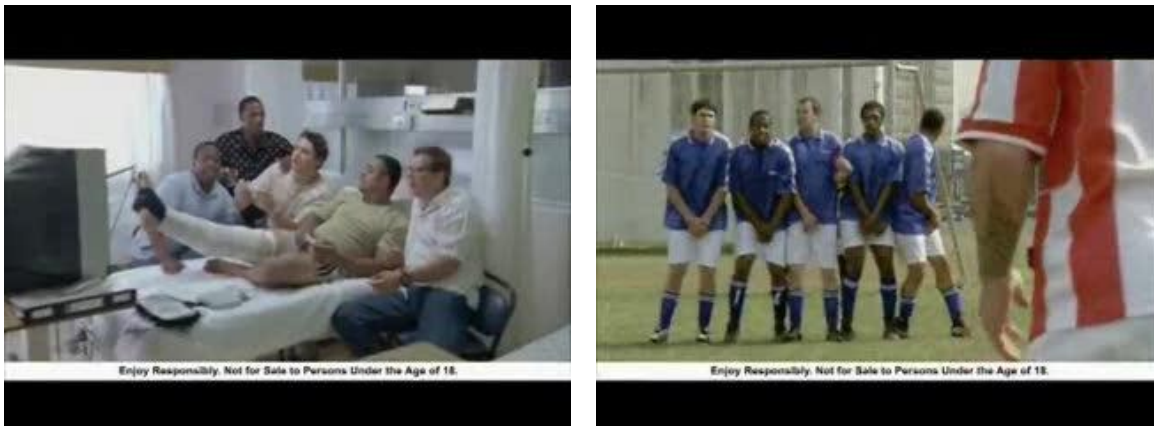 Enjoy Responsibly. Not for Sale to Persons Under the Age of 18.
Enjoy Responsibly. Not for Sale to Persons Under the Age of 18.